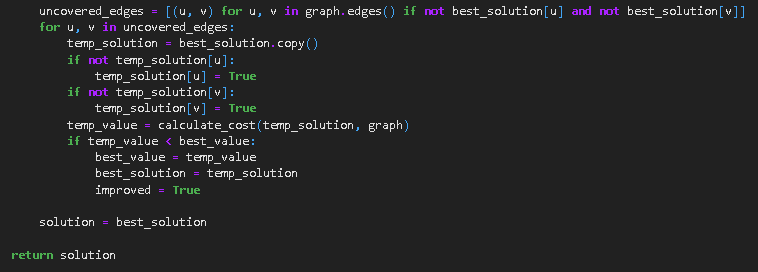 uncovered_edges = [(u, v) for u, v in graph.edges() if not best_solution[u] and not best_solution[v]]
for u, v in uncovered_edges:
temp_solution = best_solution.copy()
if not temp_solution[u]:
temp_solution[u] = True
if not temp_solution[v]:
temp_solution[v] = True
temp_value = calculate_cost(temp_solution, graph)
if temp_value < best_value:
best_value = temp_value
best_solution = temp_solution
improved = True
solution = best_solution
return solution